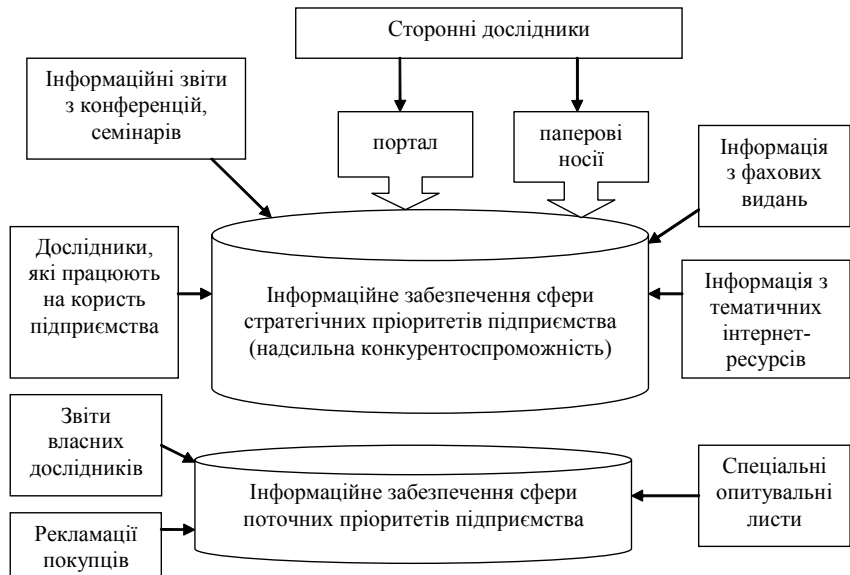 Сторонні дослідники
Інформаційні звіти
з конференцій,
семінарів
портал
паперові
носії
Інформація
з фахових
видань
Дослідники,
які працюють
на користь
підприємства
Інформаційне забезпечення сфери
стратегічних пріоритетів підприємства
(надсильна конкурентоспроможність)
Інформація з
тематичних
інтернет-
ресурсів
Звіти
власних
дослідників
Інформаційне забезпечення сфери
поточних пріоритетів підприємства
Спеціальні
опитувальні
листи
Рекламації
покупців